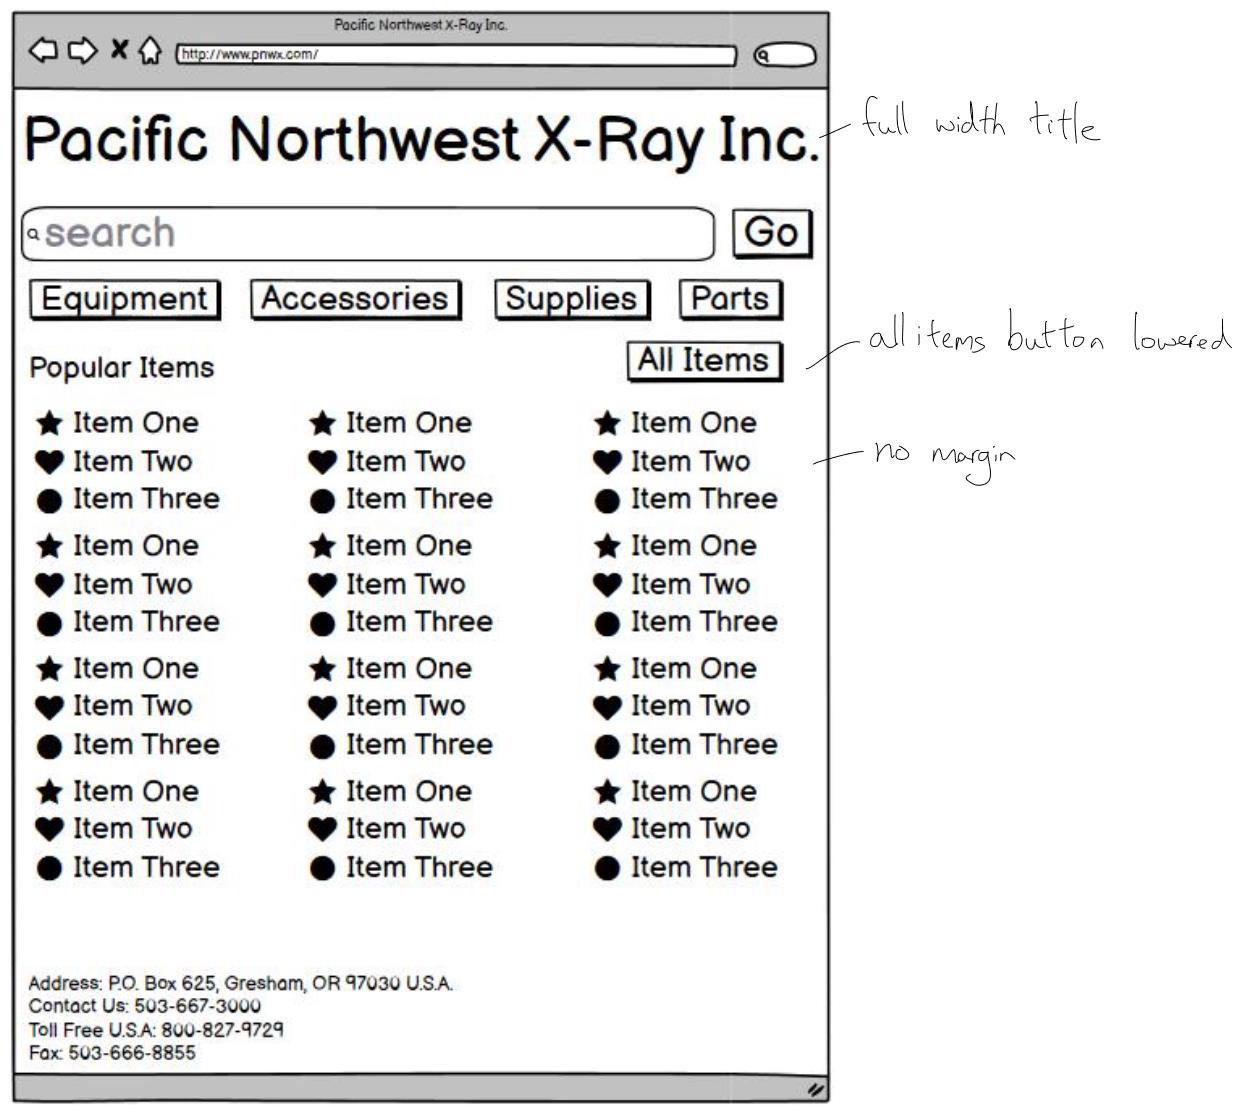 Pacific Northwest X-Ray Inc.
http://www.pnwx.com/
Pacific Northwest X-Ray Inc.
full width title
search
Go
Equipment Accessories Supplies Parts
all items button lowered
Popular Items
All Items
Item One Item One Item One
no margin
Item Two Item Two Item Two
Item Three Item Three Item Three
Item One Item One Item One
Item Two Item Two Item Two
Item Three Item Three Item Three
Item One Item One Item One
Item Two Item Two Item Two
Item Three Item Three Item Three
Item One Item One Item One
Item Two Item Two Item Two
Item Three Item Three Item Three
Address: P.O. Box 625, Gresham, OR 97030 U.S.A.
Contact Us: 503-667-3000
Toll Free U.S.A: 800-827-9729
Fax: 503-666-8855